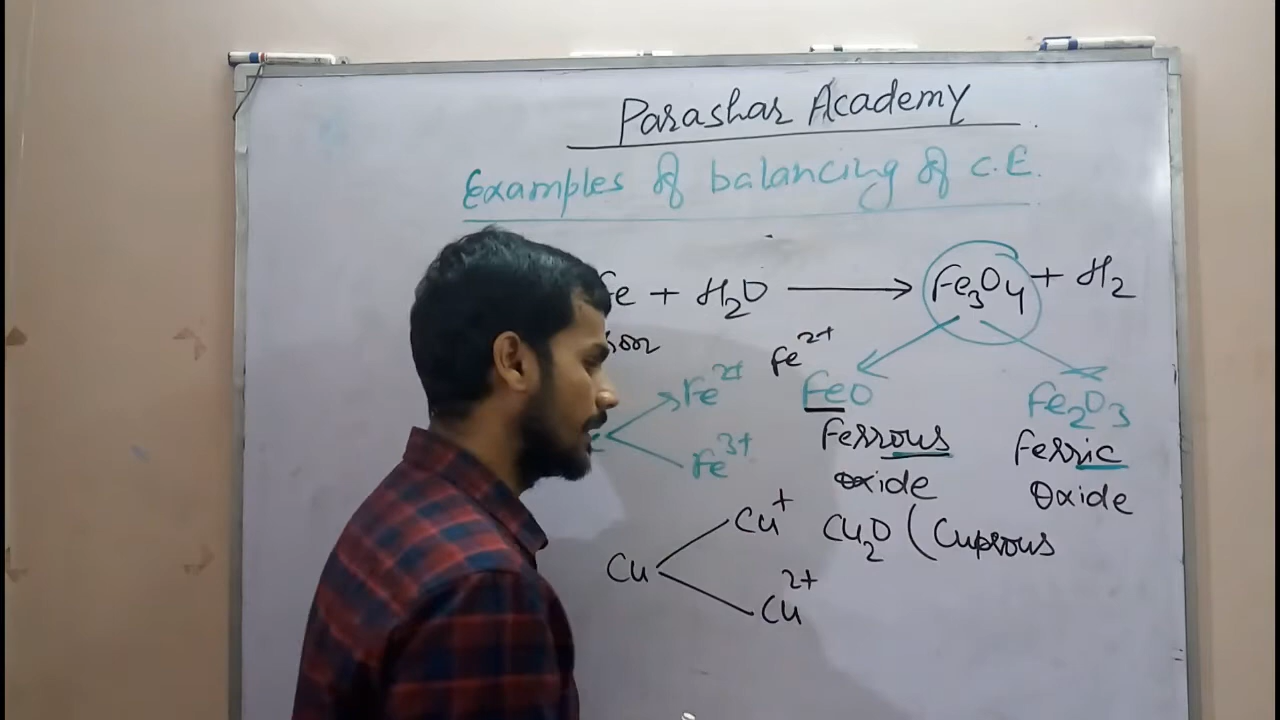 Parashar Academy
Examples of balancing of C.E.
Fe + H₂O → Fe₃O₄ + H₂
Fe²⁺
Fe²⁺
Fe³⁺
FeO
Ferrous
Oxide
Fe₂O₃
Ferric
Oxide
Cu
Cu⁺
Cu²⁺
Cu₂O (Cuprous